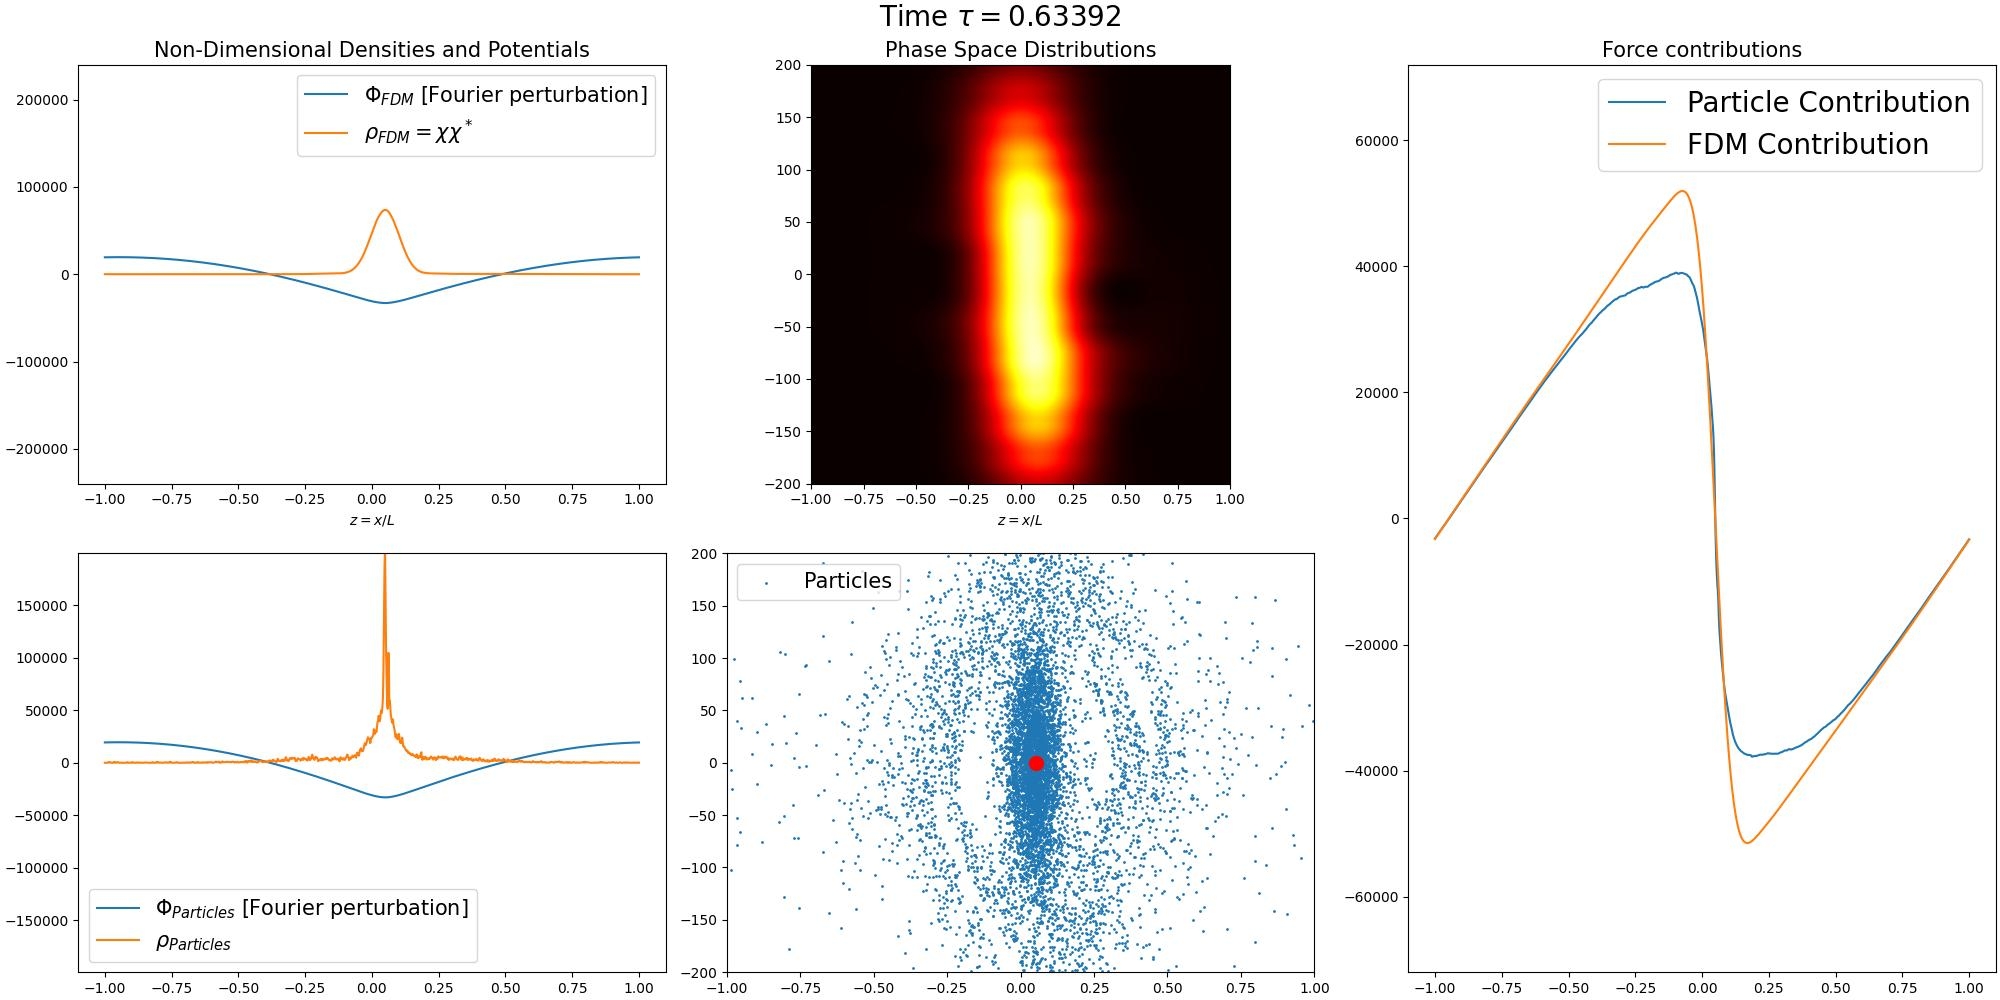 Time τ = 0.63392
Non-Dimensional Densities and Potentials
Φ_FDM [Fourier perturbation]
ρ_FDM = χχ*
200000
100000
0
−100000
−200000
−1.00 −0.75 −0.50 −0.25 0.00 0.25 0.50 0.75 1.00
z = x/L
Phase Space Distributions
200
150
100
50
0
−50
−100
−150
−200
−1.00 −0.75 −0.50 −0.25 0.00 0.25 0.50 0.75 1.00
z = x/L
Force contributions
Particle Contribution
FDM Contribution
60000
40000
20000
0
−20000
−40000
−60000
−1.00 −0.75 −0.50 −0.25 0.00 0.25 0.50 0.75 1.00
150000
100000
50000
0
−50000
−100000
−150000
Φ_Particles [Fourier perturbation]
ρ_Particles
−1.00 −0.75 −0.50 −0.25 0.00 0.25 0.50 0.75 1.00
Particles
200
150
100
50
0
−50
−100
−150
−200
−1.00 −0.75 −0.50 −0.25 0.00 0.25 0.50 0.75 1.00